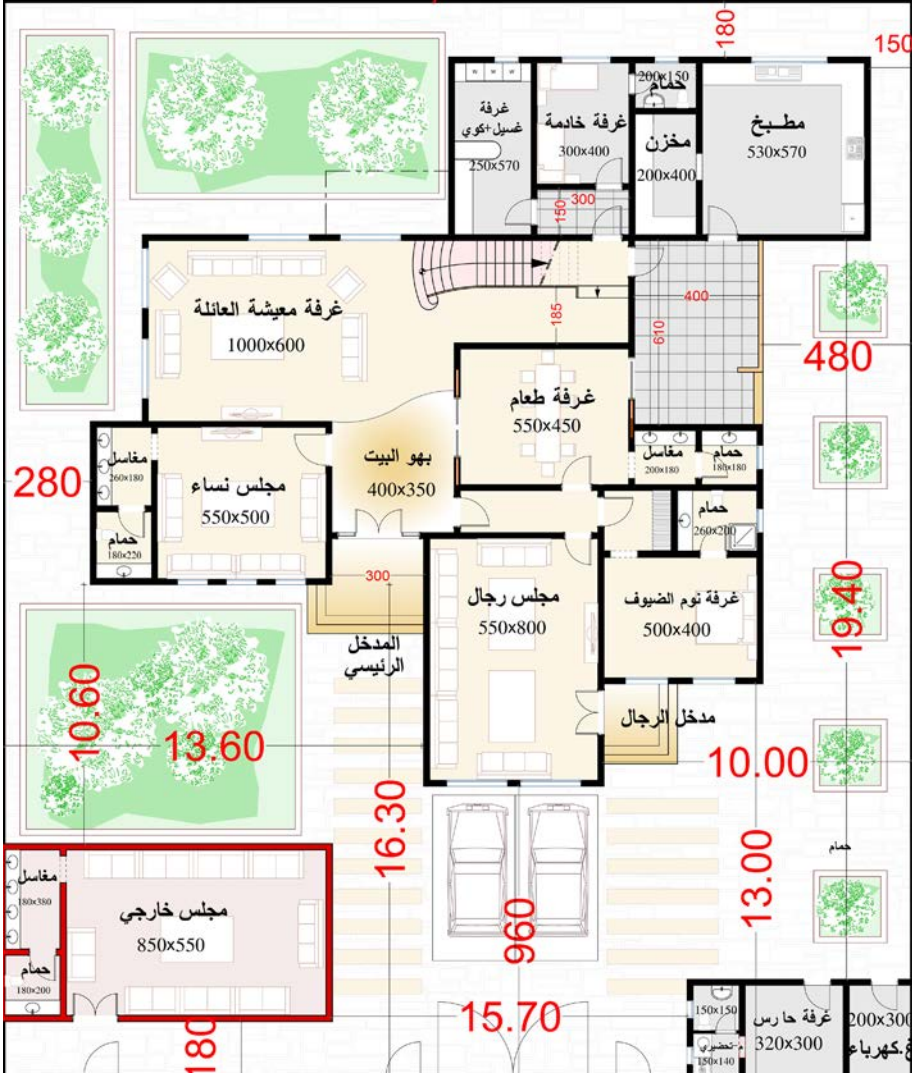 180
150
غرفة
غسيل+كوي
250x570
غرفة خادمة
300x400
200x150
حمام
مخزن
200x400
مطـبخ
530x570
300
150
غرفة معيشة العائلة
1000x600
185
400
610
480
غرفة طعام
550x450
بهو البيت
400x350
280
مغاسل
260x180
حمام
180x220
مجلس نساء
550x500
مغاسل
200x180
حمام
180x180
حمام
260x200
300
المدخل
الرئيسي
مجلس رجال
550x800
غرفة نوم الضيوف
500x400
مدخل الرجال
19.40
10.60
13.60
10.00
16.30
13.00
حمام
مغاسل
180x380
حمام
180x200
مجلس خارجي
850x550
960
15.70
180
150x150
م-تحضيري
150x140
غرفة حارس
320x300
200x300
غ.كهرباء